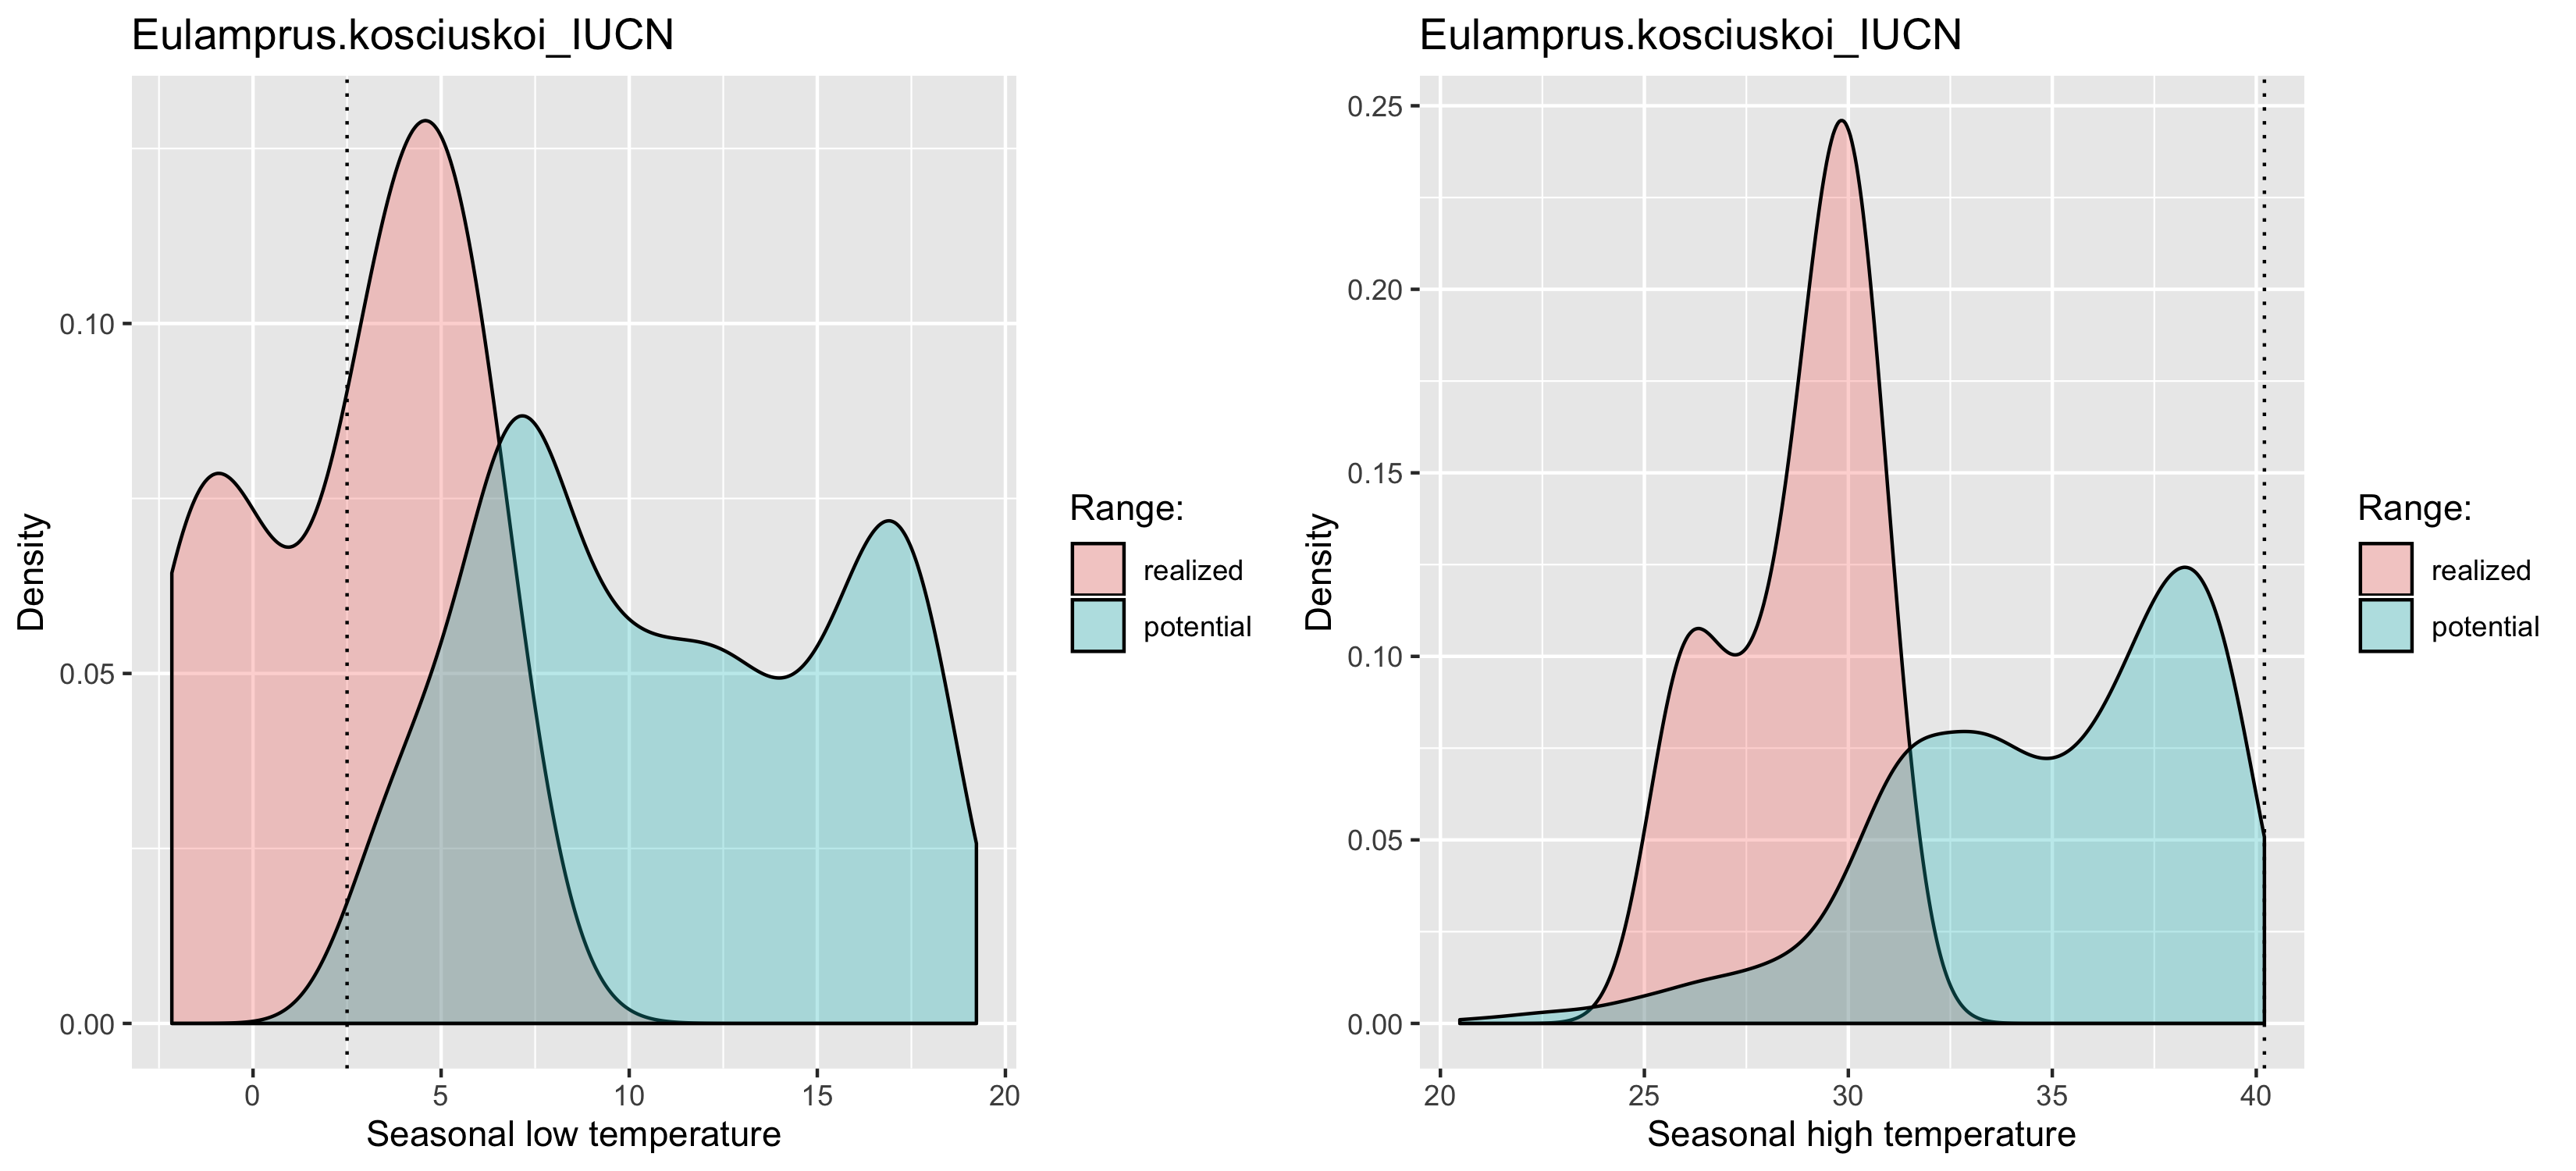 Eulamprus.kosciuskoi_IUCN
Density
0.10
0.05
0.00
0 5 10 15 20
Seasonal low temperature
Range:
realized
potential
Eulamprus.kosciuskoi_IUCN
Density
0.25
0.20
0.15
0.10
0.05
0.00
20 25 30 35 40
Seasonal high temperature
Range:
realized
potential